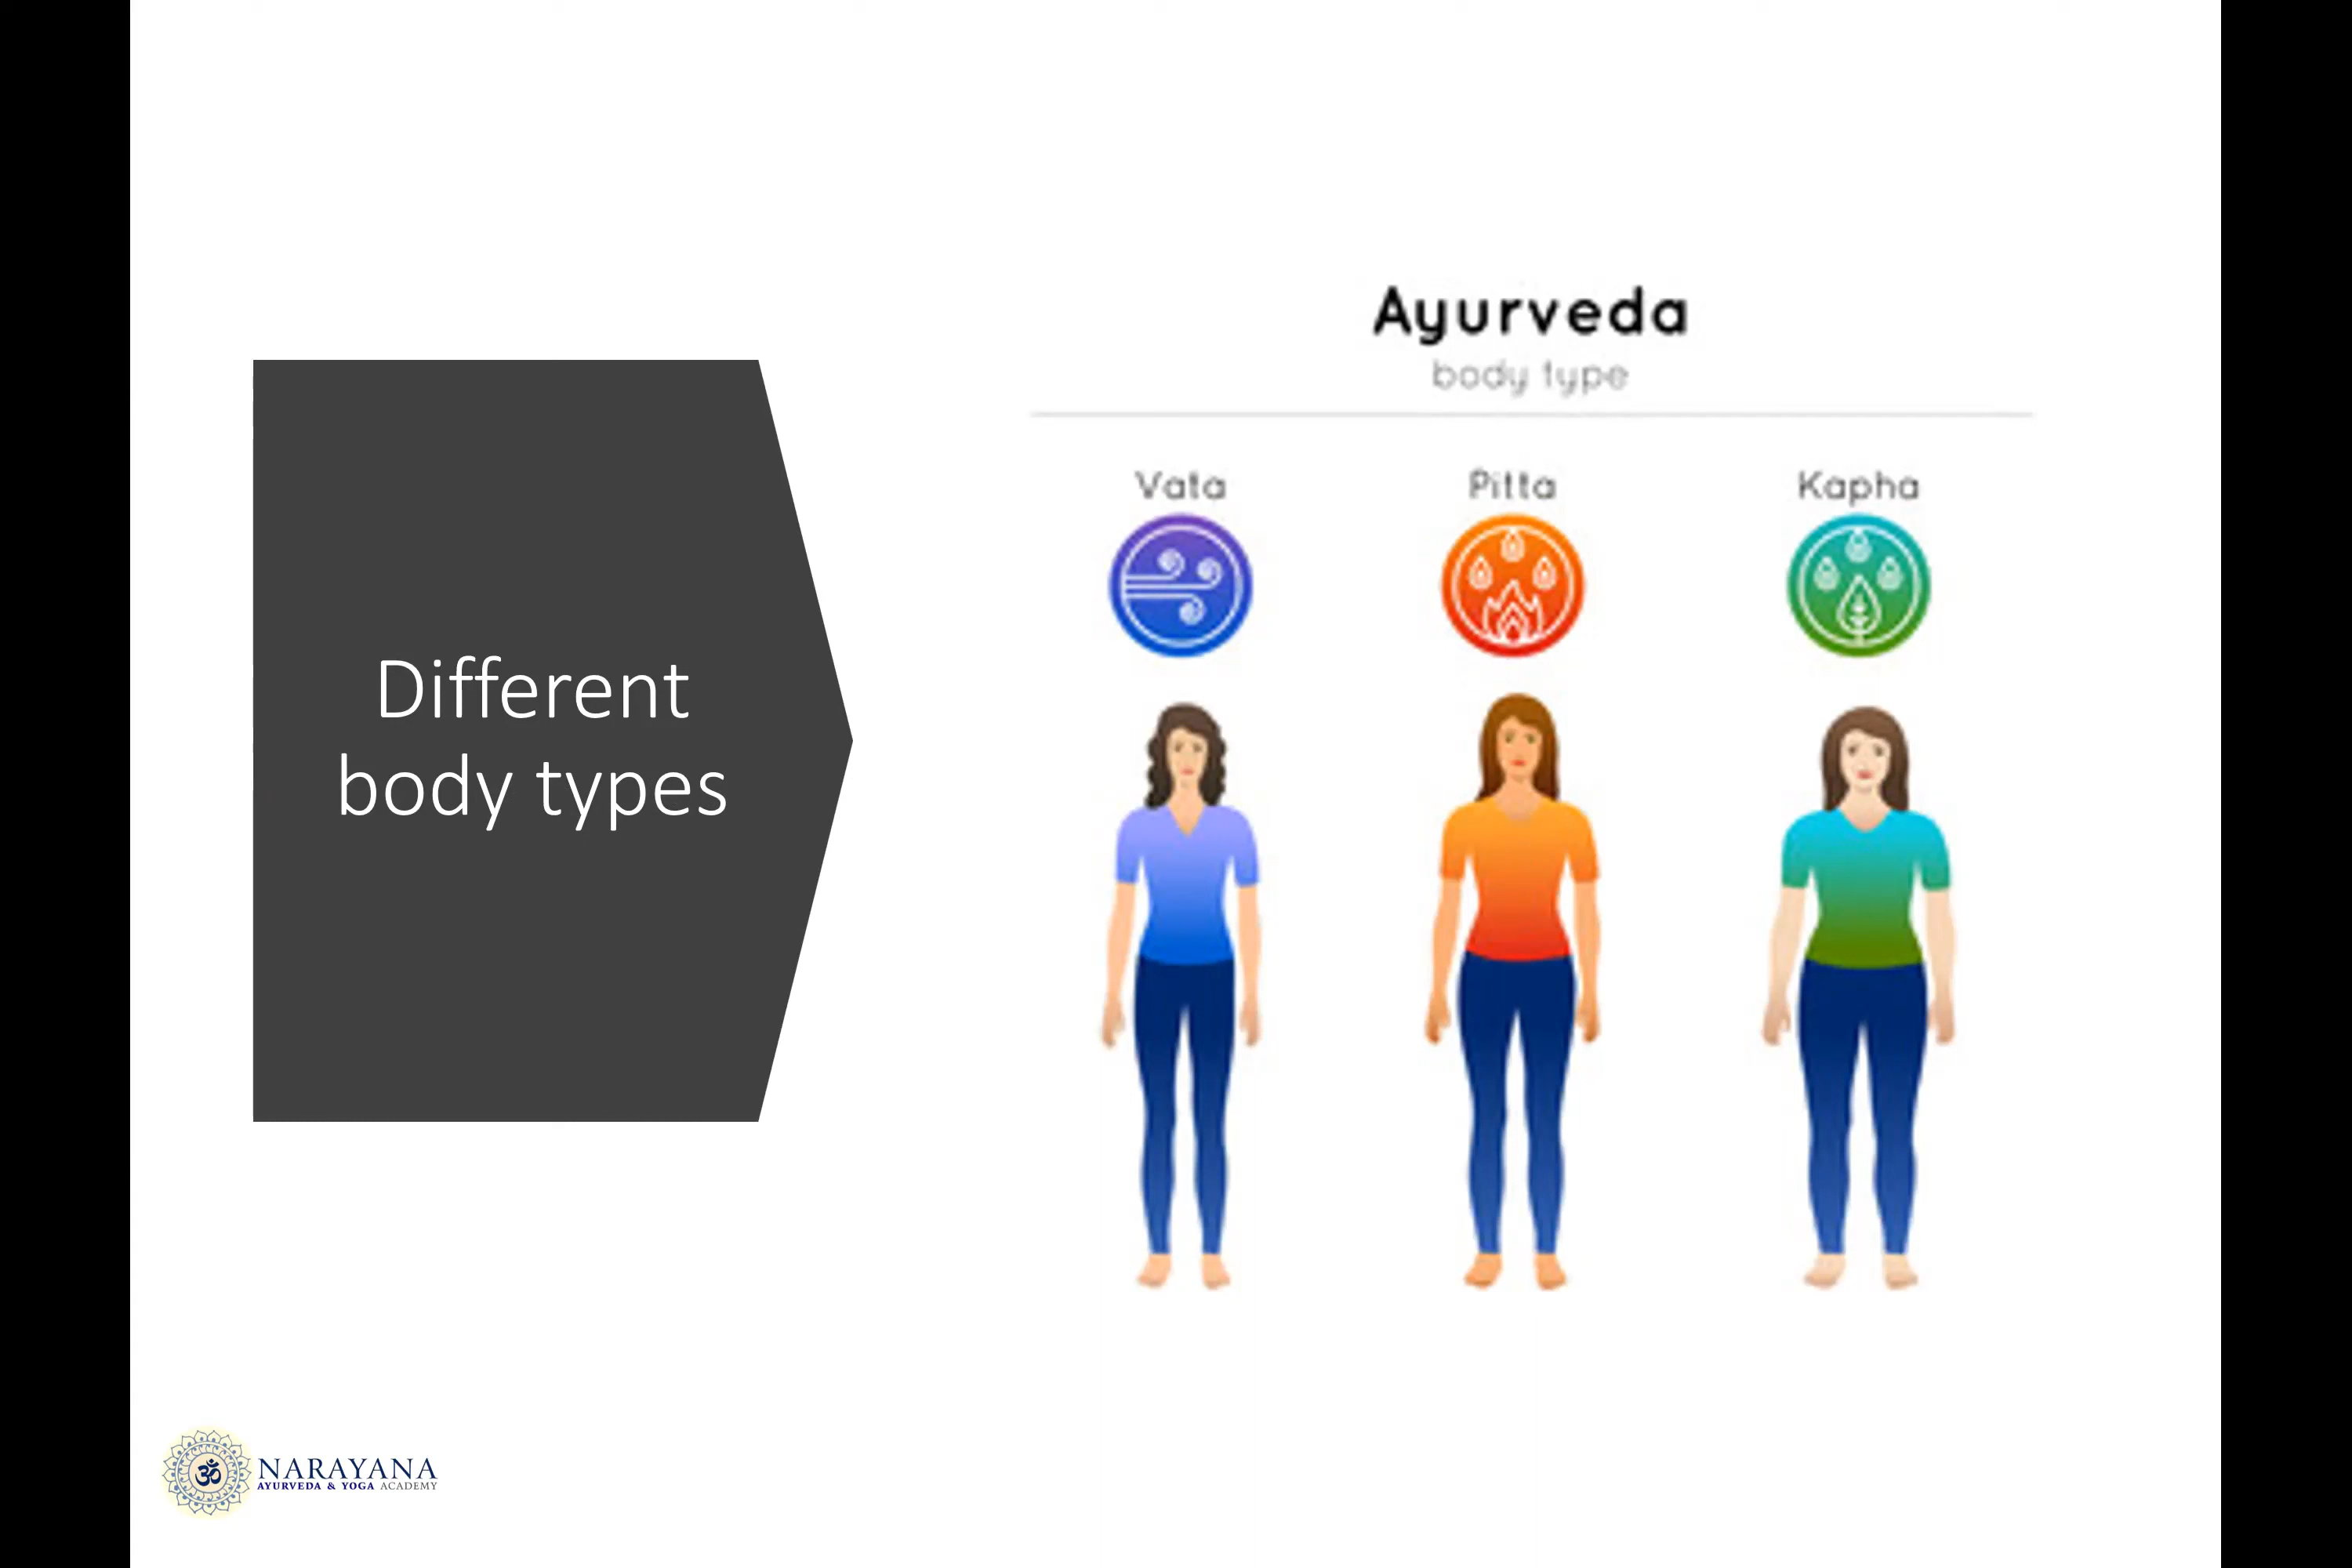 Different
body types
Ayurveda
body type
Vata
Pitta
Kapha
NARAYANA
AYURVEDA & YOGA ACADEMY